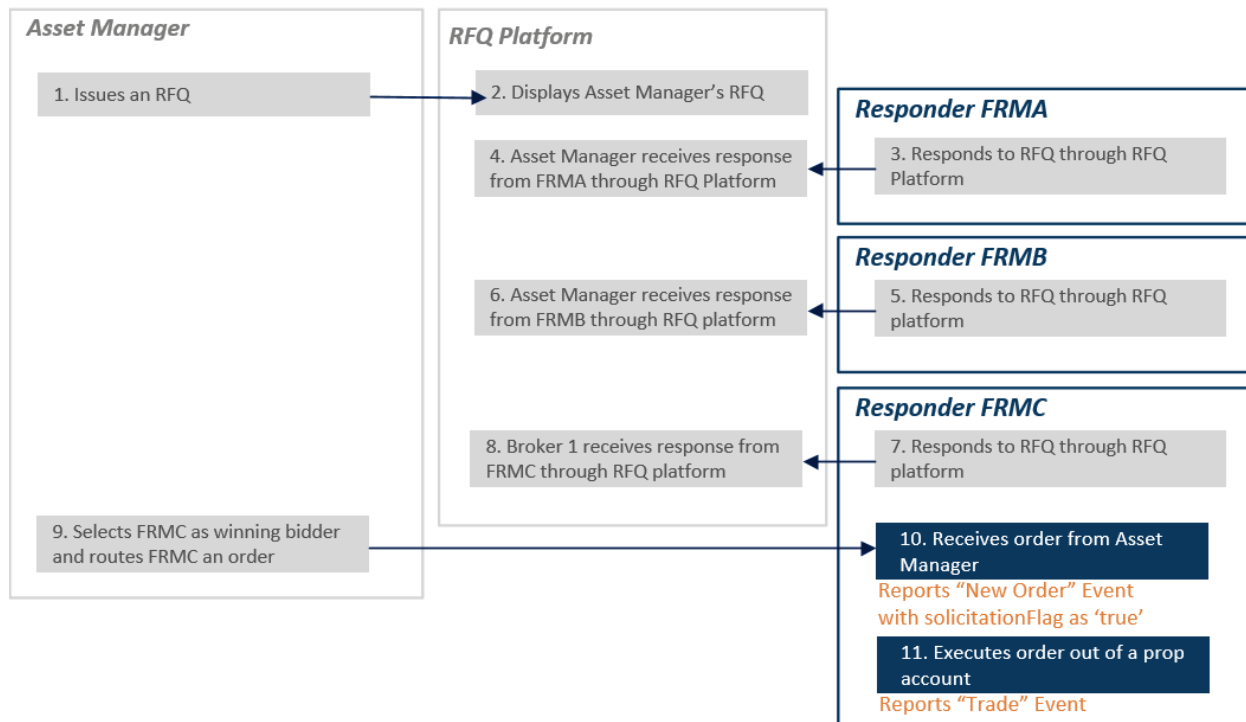 Asset Manager
RFQ Platform
1. Issues an RFQ
2. Displays Asset Manager's RFQ
Responder FRMA
4. Asset Manager receives response
from FRMA through RFQ Platform
3. Responds to RFQ through RFQ
Platform
Responder FRMB
6. Asset Manager receives response
from FRMB through RFQ platform
5. Responds to RFQ through RFQ
platform
Responder FRMC
8. Broker 1 receives response from
FRMC through RFQ platform
7. Responds to RFQ through RFQ
platform
9. Selects FRMC as winning bidder
and routes FRMC an order
10. Receives order from Asset
Manager
Reports “New Order” Event
with solicitationFlag as ‘true’
11. Executes order out of a prop
account
Reports “Trade” Event